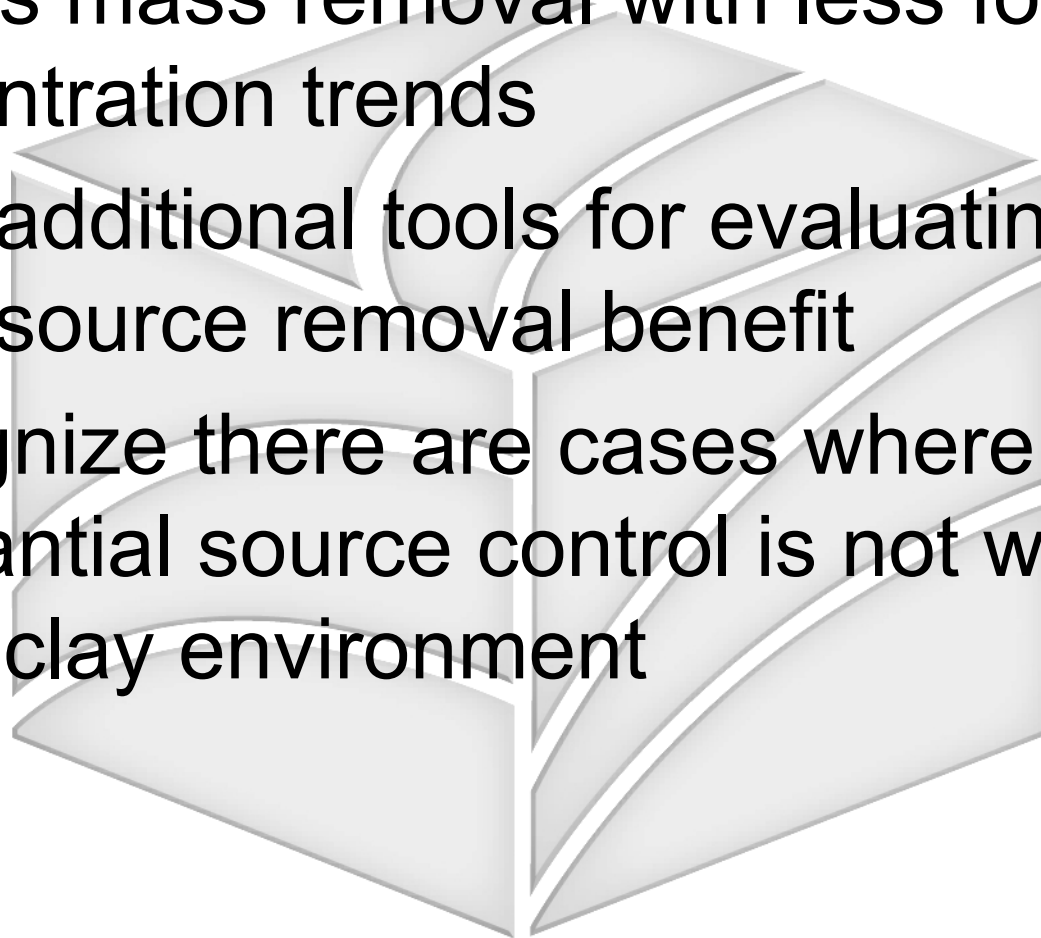 s mass removal with less fo
ntration trends
additional tools for evaluatin
source removal benefit
gnize there are cases where
antial source control is not w
clay environment